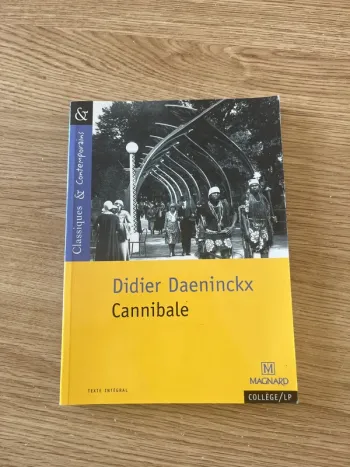 &
Classiques & Contemporains
Didier Daeninckx
Cannibale
M
MAGNARD
TEXTE INTÉGRAL
COLLÈGE/LP